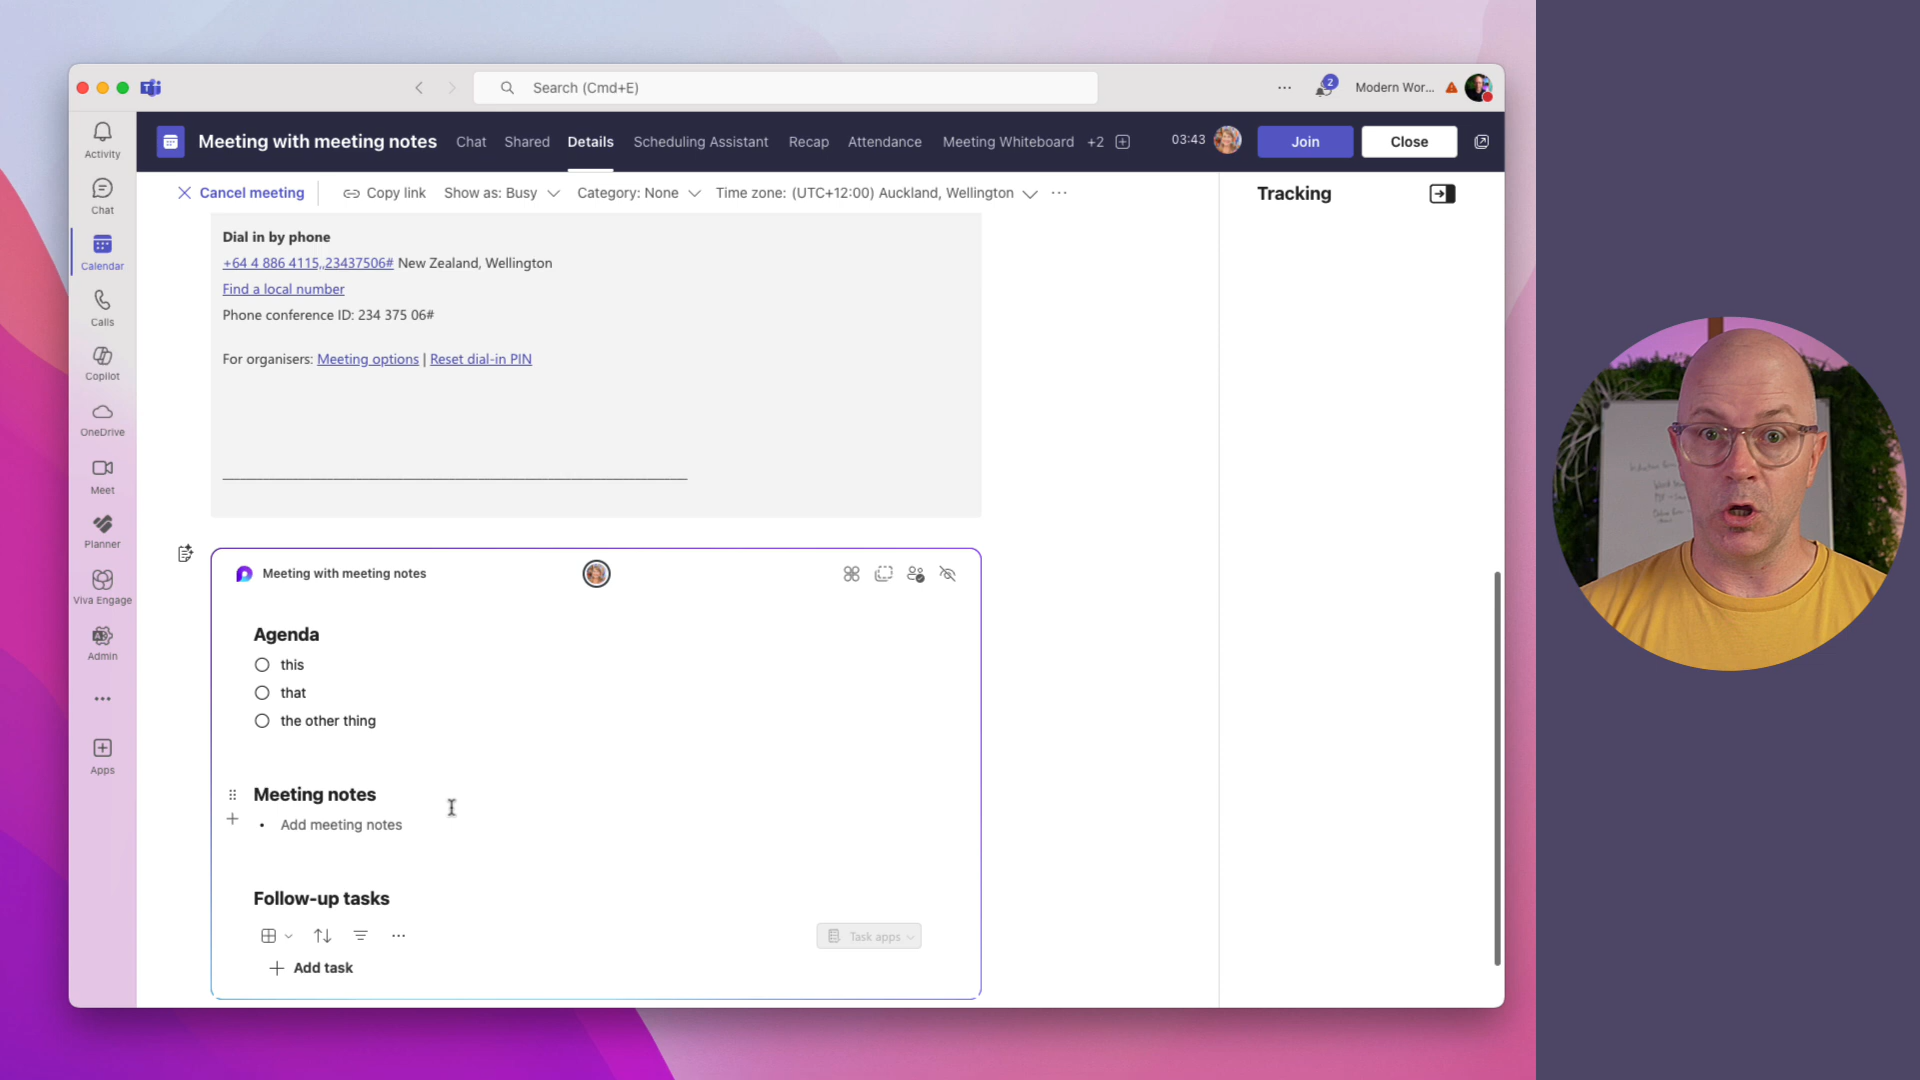 Search (Cmd+E)
2
Modern Wor...
Meeting with meeting notes
Chat
Shared
Details
Scheduling Assistant
Recap
Attendance
Meeting Whiteboard
+2
03:43
Join
Close
Activity
Chat
Calendar
Calls
Copilot
OneDrive
Meet
Planner
Viva Engage
Admin
Apps
Cancel meeting
Copy link
Show as: Busy
Category: None
Time zone: (UTC+12:00) Auckland, Wellington
Tracking
Dial in by phone
+64 4 886 4115,,23437506# New Zealand, Wellington
Find a local number
Phone conference ID: 234 375 06#
For organisers: Meeting options | Reset dial-in PIN
Meeting with meeting notes
Agenda
this
that
the other thing
Meeting notes
• Add meeting notes
Follow-up tasks
Task apps
Add task